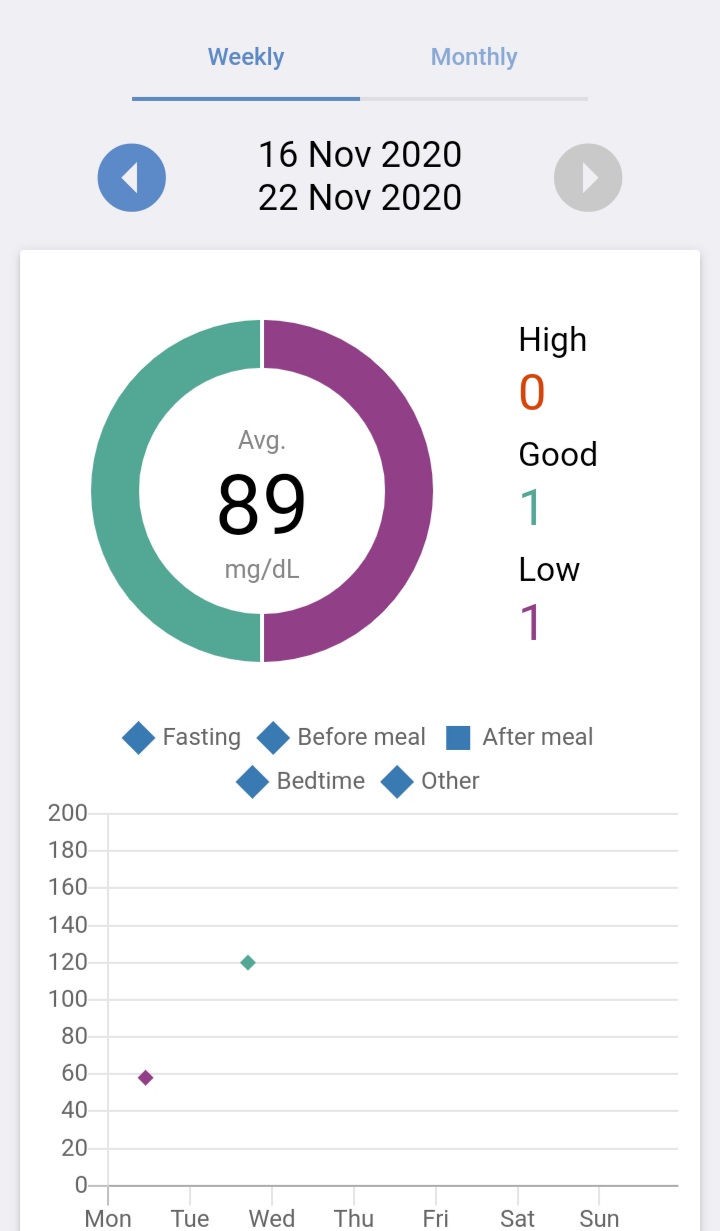 Weekly Monthly
16 Nov 2020
22 Nov 2020
High
0
Good
1
Low
1
Avg.
89
mg/dL
Fasting Before meal After meal
Bedtime Other
200
180
160
140
120
100
80
60
40
20
0
Mon Tue Wed Thu Fri Sat Sun